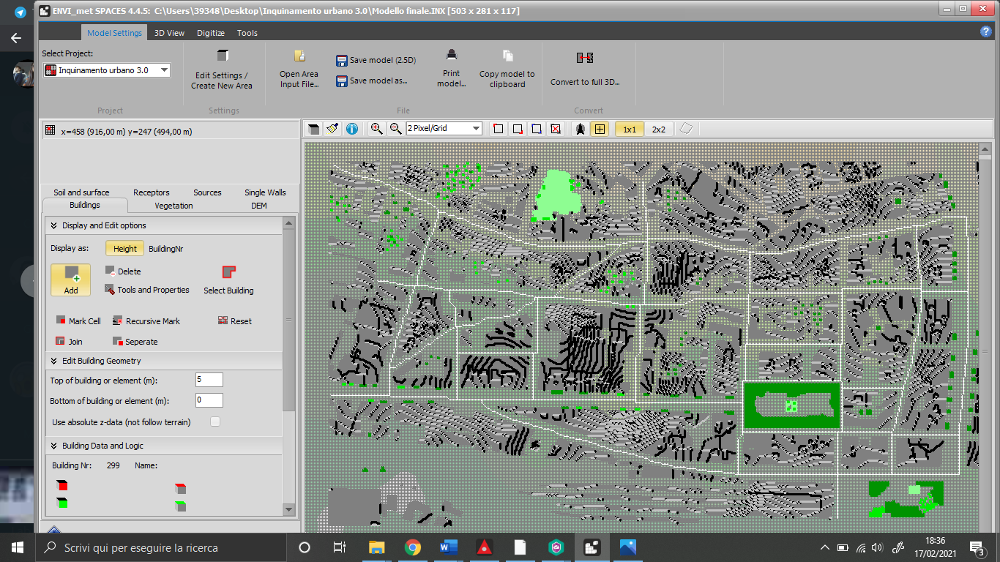 ENVI_met SPACES 4.4.5: C:\Users\39348\Desktop\Inquinamento urbano 3.0\Modello finale.INX [503 x 281 x 117]
Model Settings 3D View Digitize Tools
Select Project:
Inquinamento urbano 3.0
Edit Settings /
Create New Area
Open Area
Input File...
Save model (2.5D)
Save model as...
Print
model...
Copy model to
clipboard
Convert to full 3D...
Project Settings File Convert
x=458 (916,00 m) y=247 (494,00 m)
2 Pixel/Grid
1x1 2x2
Soil and surface Receptors Sources Single Walls
Buildings Vegetation DEM
Display and Edit options
Display as: Height BuildingNr
Add
Delete
Tools and Properties
Select Building
Mark Cell Recursive Mark Reset
Join Seperate
Edit Building Geometry
Top of building or element (m): 5
Bottom of building or element (m): 0
Use absolute z-data (not follow terrain)
Building Data and Logic
Building Nr: 299 Name:
Scrivi qui per eseguire la ricerca
18:36
17/02/2021
3